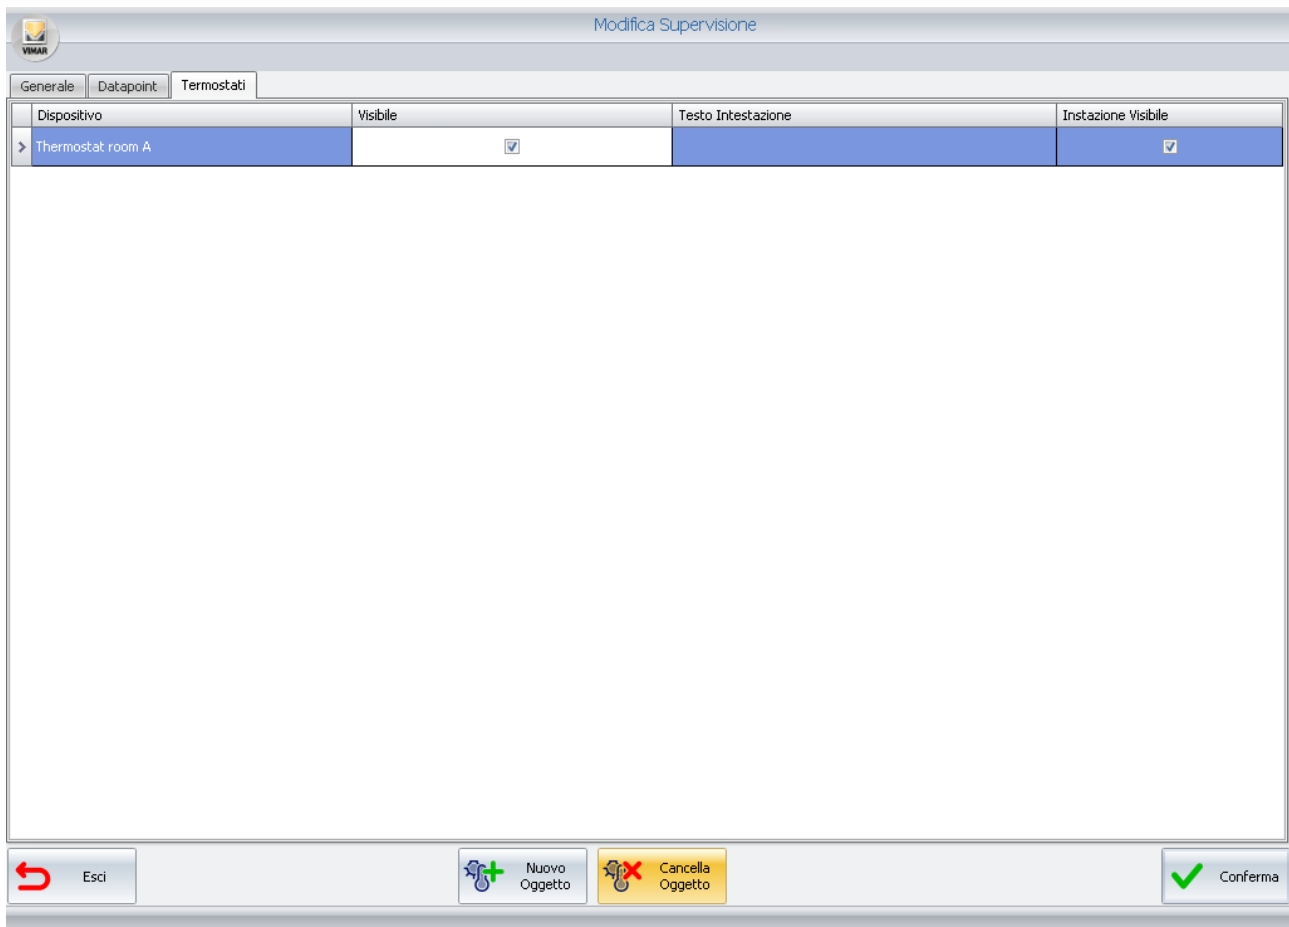 Modifica Supervisione
VIMAR
Generale Datapoint Termostati
Dispositivo Visibile Testo Intestazione Instazione Visibile
Thermostat room A
Esci
Nuovo
Oggetto
Cancella
Oggetto
Conferma